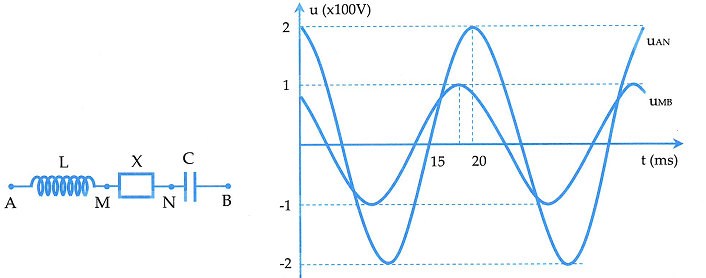 L X C
A M N B
u (x100V)
2
uAN
1
uMB
15 20 t (ms)
-1
-2